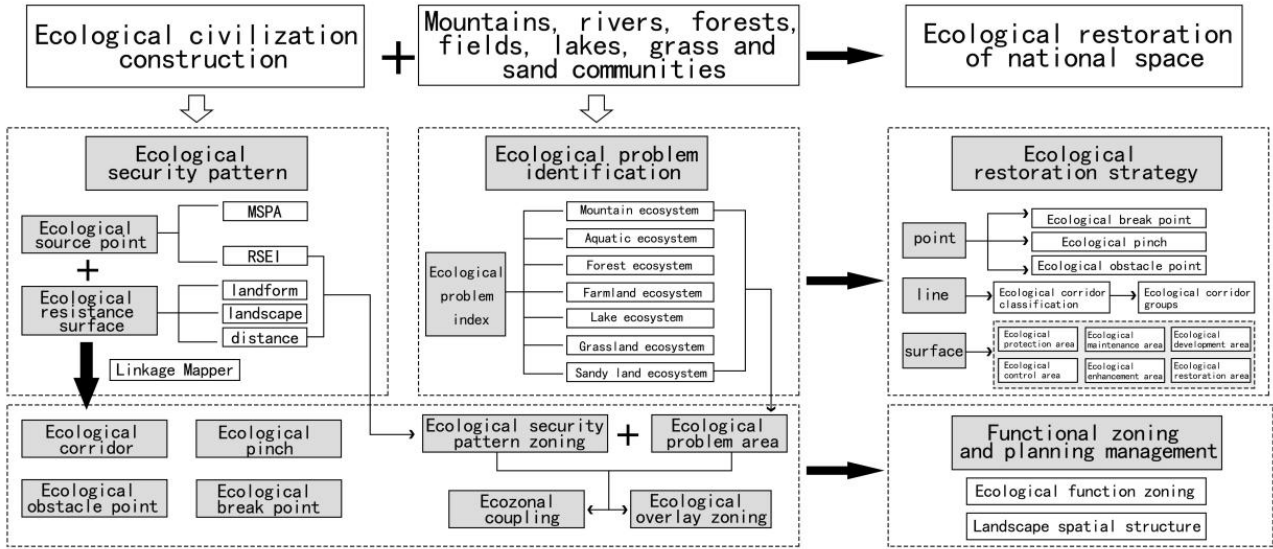 Ecological civilization
construction
+
Mountains, rivers, forests,
fields, lakes, grass and
sand communities
Ecological restoration
of national space
Ecological
security pattern
Ecological
source point
MSPA
RSEI
+
Ecological
resistance
surface
landform
landscape
distance
Linkage Mapper
Ecological problem
identification
Ecological
problem
index
Mountain ecosystem
Aquatic ecosystem
Forest ecosystem
Farmland ecosystem
Lake ecosystem
Grassland ecosystem
Sandy land ecosystem
Ecological
restoration strategy
point
Ecological break point
Ecological pinch
Ecological obstacle point
line
Ecological corridor
classification
Ecological corridor
groups
surface
Ecological
protection area
Ecological
maintenance area
Ecological
development area
Ecological
control area
Ecological
enhancement area
Ecological
restoration area
Ecological
corridor
Ecological
pinch
Ecological
obstacle point
Ecological
break point
Ecological security
pattern zoning
+
Ecological
problem area
Ecozonal
coupling
Ecological
overlay zoning
Functional zoning
and planning management
Ecological function zoning
Landscape spatial structure